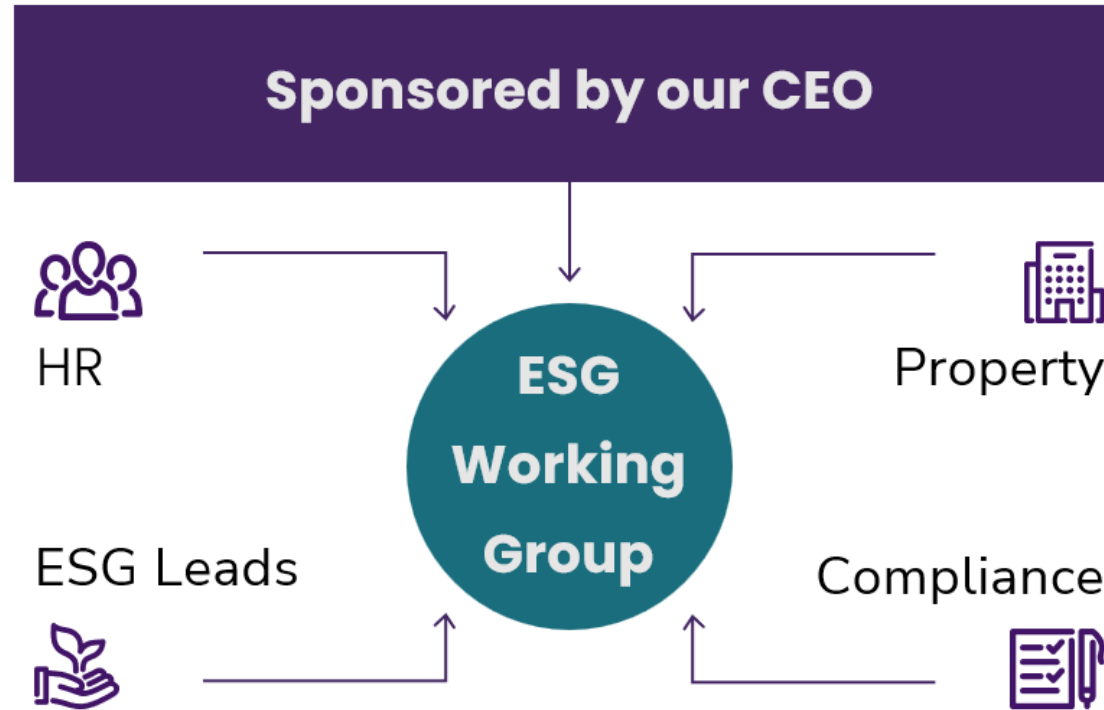 Sponsored by our CEO
HR
Property
ESG
Working
Group
ESG Leads
Compliance